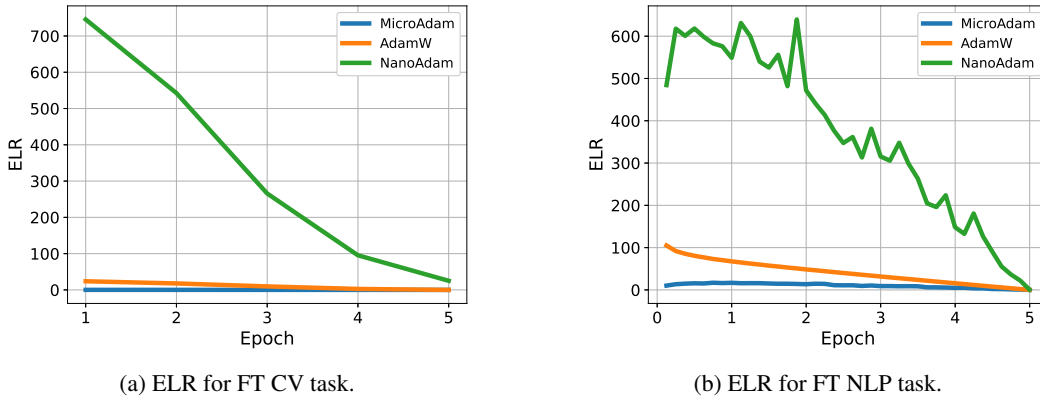 700
600
500
400
300
200
100
0
ELR
MicroAdam
AdamW
NanoAdam
1 2 3 4 5
Epoch
(a) ELR for FT CV task.
600
500
400
300
200
100
0
ELR
MicroAdam
AdamW
NanoAdam
0 1 2 3 4 5
Epoch
(b) ELR for FT NLP task.